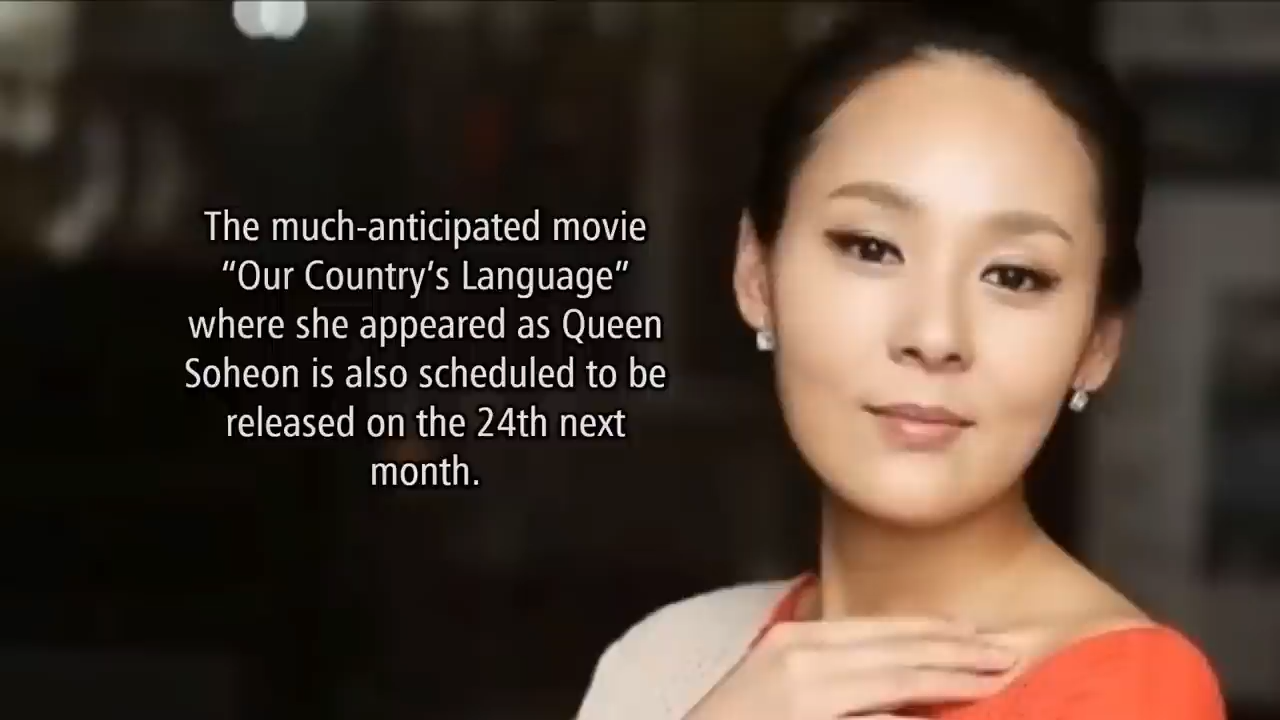 The much-anticipated movie
“Our Country’s Language”
where she appeared as Queen
Soheon is also scheduled to be
released on the 24th next
month.